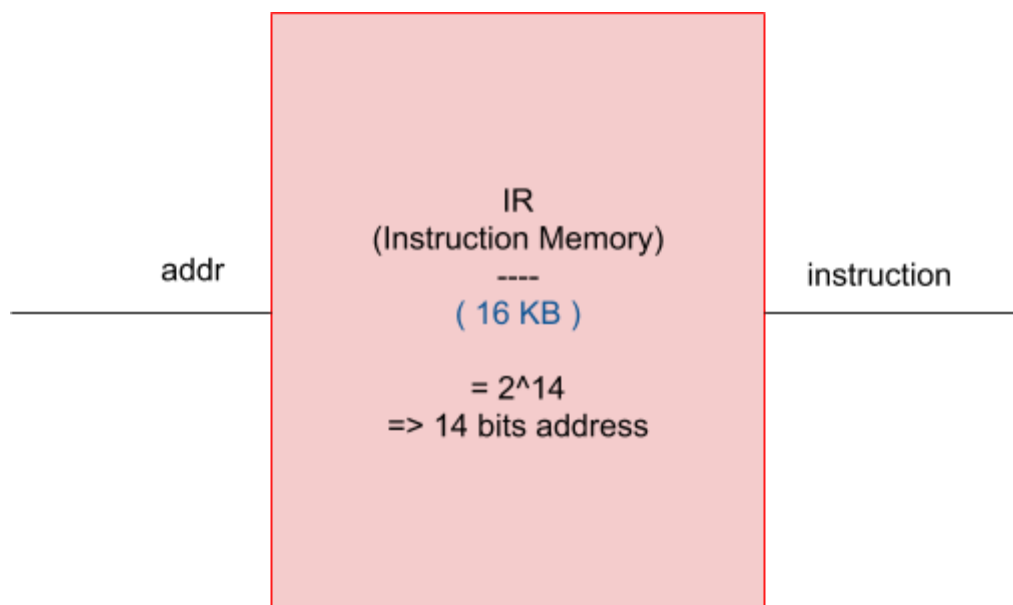 IR
(Instruction Memory)
----
( 16 KB )
= 2^14
=> 14 bits address
addr
instruction